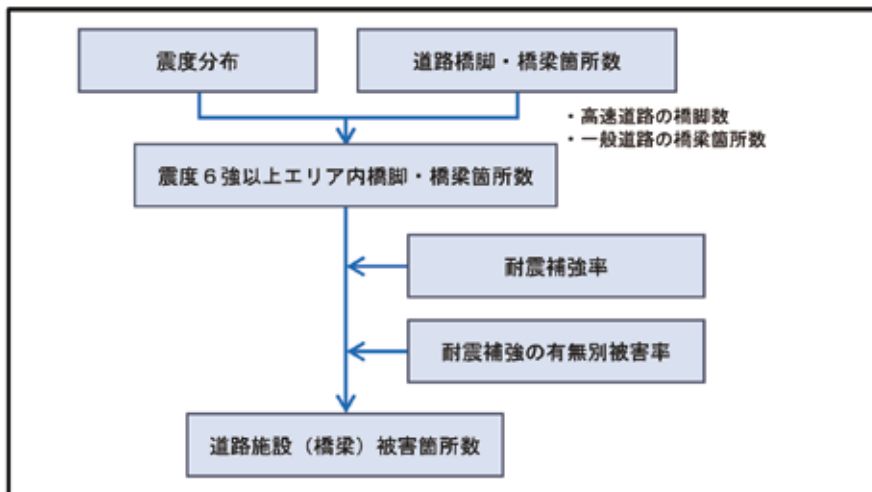 震度分布
道路橋脚・橋梁箇所数
・高速道路の橋脚数
・一般道路の橋梁箇所数
震度６強以上エリア内橋脚・橋梁箇所数
耐震補強率
耐震補強の有無別被害率
道路施設（橋梁）被害箇所数